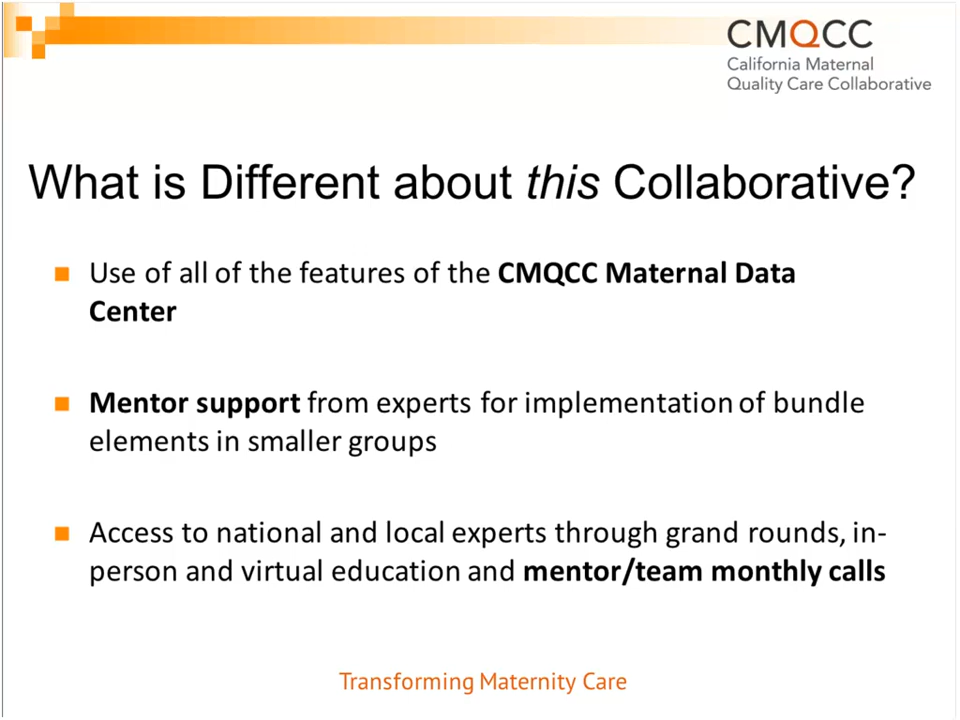 CMQCC
California Maternal
Quality Care Collaborative
What is Different about this Collaborative?
Use of all of the features of the CMQCC Maternal Data
Center
Mentor support from experts for implementation of bundle
elements in smaller groups
Access to national and local experts through grand rounds, in-
person and virtual education and mentor/team monthly calls
Transforming Maternity Care